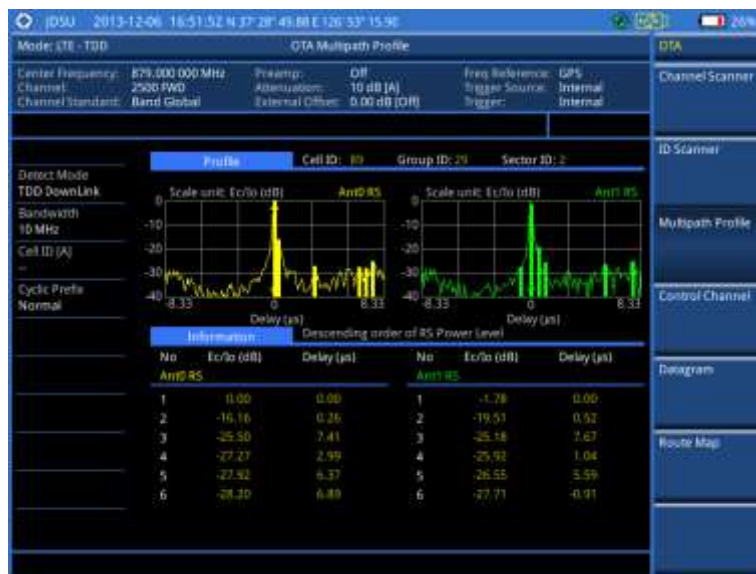 JDSU 2013-12-06 16:51:52 N 37° 28' 49.88 E 126° 53' 15.90 26%
Mode: LTE - TDD OTA Multipath Profile OTA
Center Frequency: 879.000 000 MHz Preamp: Off Freq Reference: GPS
Channel: 2500 FWD Attenuation: 10 dB [A] Trigger Source: Internal
Channel Standard: Band Global External Offset: 0.00 dB [Off] Trigger: Internal
Channel Scanner
ID Scanner
Multipath Profile
Control Channel
Datagram
Route Map
Detect Mode
TDD DownLink
Bandwidth
10 MHz
Cell ID [A]
--
Cyclic Prefix
Normal
Profile Cell ID: 89 Group ID: 29 Sector ID: 2
Scale unit: Ec/Io (dB) Ant0 RS
0
-10
-20
-30
-40
-8.33 0 8.33
Delay (µs)
Scale unit: Ec/Io (dB) Ant1 RS
0
-10
-20
-30
-40
-8.33 0 8.33
Delay (µs)
Information Descending order of RS Power Level
No Ec/Io (dB) Delay (µs) No Ec/Io (dB) Delay (µs)
Ant0 RS Ant1 RS
1 0.00 0.00 1 -1.78 0.00
2 -16.16 0.26 2 -19.51 0.52
3 -25.50 7.41 3 -25.18 7.67
4 -27.27 2.99 4 -25.92 1.04
5 -27.92 6.37 5 -26.55 5.59
6 -28.20 6.89 6 -27.71 -0.91